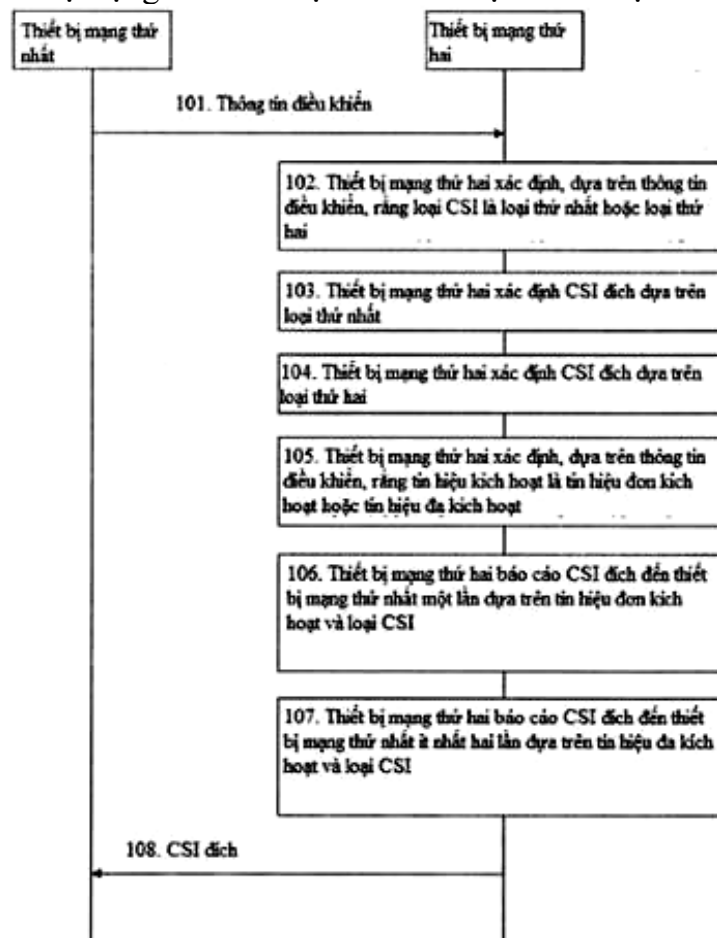 Thiết bị mạng thứ
nhất
Thiết bị mạng thứ
hai
101. Thông tin điều khiển
102. Thiết bị mạng thứ hai xác định, dựa trên thông tin
điều khiển, rằng loại CSI là loại thứ nhất hoặc loại thứ
hai
103. Thiết bị mạng thứ hai xác định CSI đích dựa trên
loại thứ nhất
104. Thiết bị mạng thứ hai xác định CSI đích dựa trên
loại thứ hai
105. Thiết bị mạng thứ hai xác định, dựa trên thông tin
điều khiển, rằng tín hiệu kích hoạt là tín hiệu đơn kích
hoạt hoặc tín hiệu đa kích hoạt
106. Thiết bị mạng thứ hai báo cáo CSI đích đến thiết
bị mạng thứ nhất một lần dựa trên tín hiệu đơn kích
hoạt và loại CSI
107. Thiết bị mạng thứ hai báo cáo CSI đích đến thiết
bị mạng thứ nhất ít nhất hai lần dựa trên tín hiệu đa kích
hoạt và loại CSI
108. CSI đích